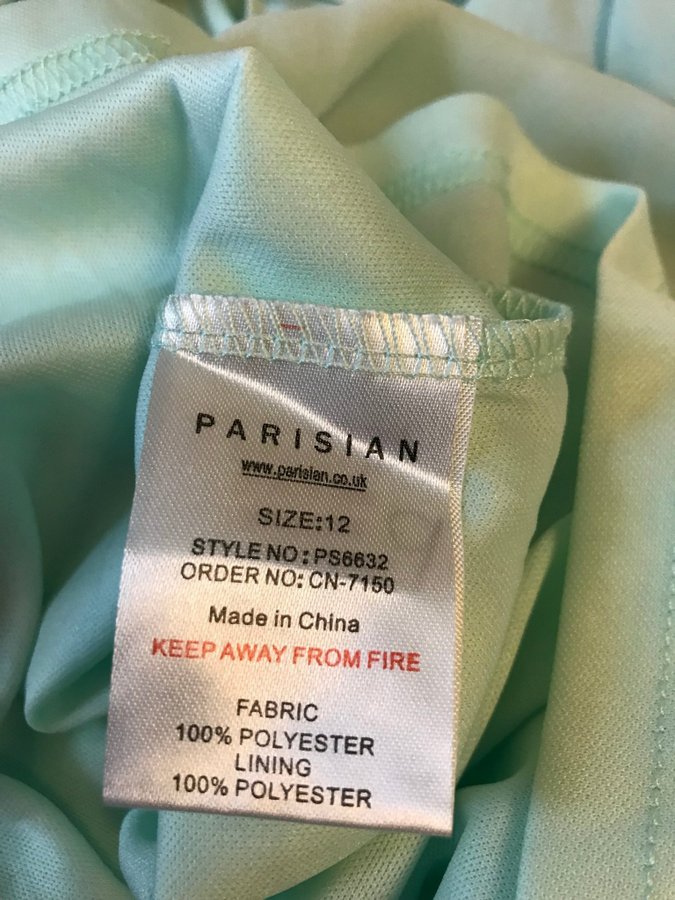 PARISIAN
www.parisian.co.uk
SIZE:12
STYLE NO: PS6632
ORDER NO: CN-7150
Made in China
KEEP AWAY FROM FIRE
FABRIC
100% POLYESTER
LINING
100% POLYESTER